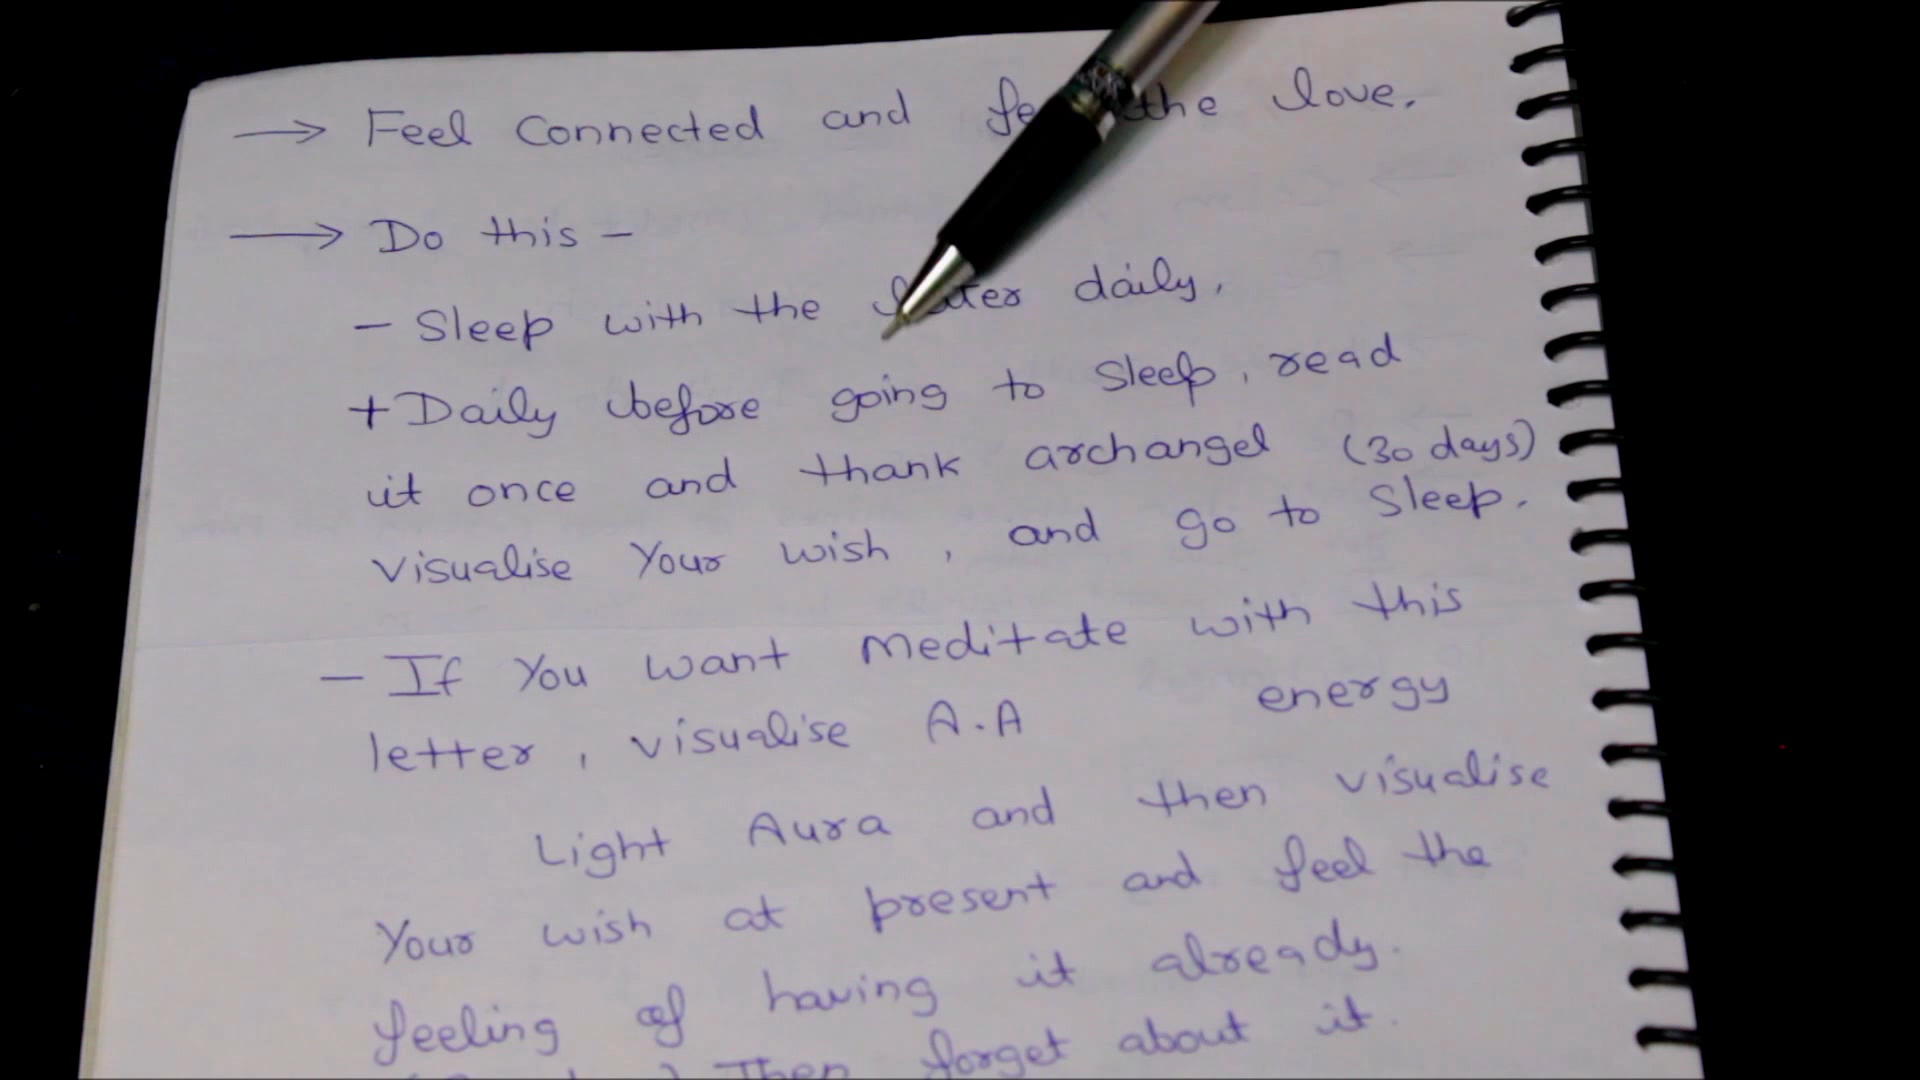 → Feel Connected and the love.
→ Do this -
- Sleep with the daily,
+ Daily before going to Sleep, read
it once and thank archangel (30 days)
visualise Your wish, and go to Sleep.
- If You want Meditate with this
letter, visualise A.A energy
Light Aura and then visualise
Your wish at present and feel the
feeling of having it already.
Then forget about it.